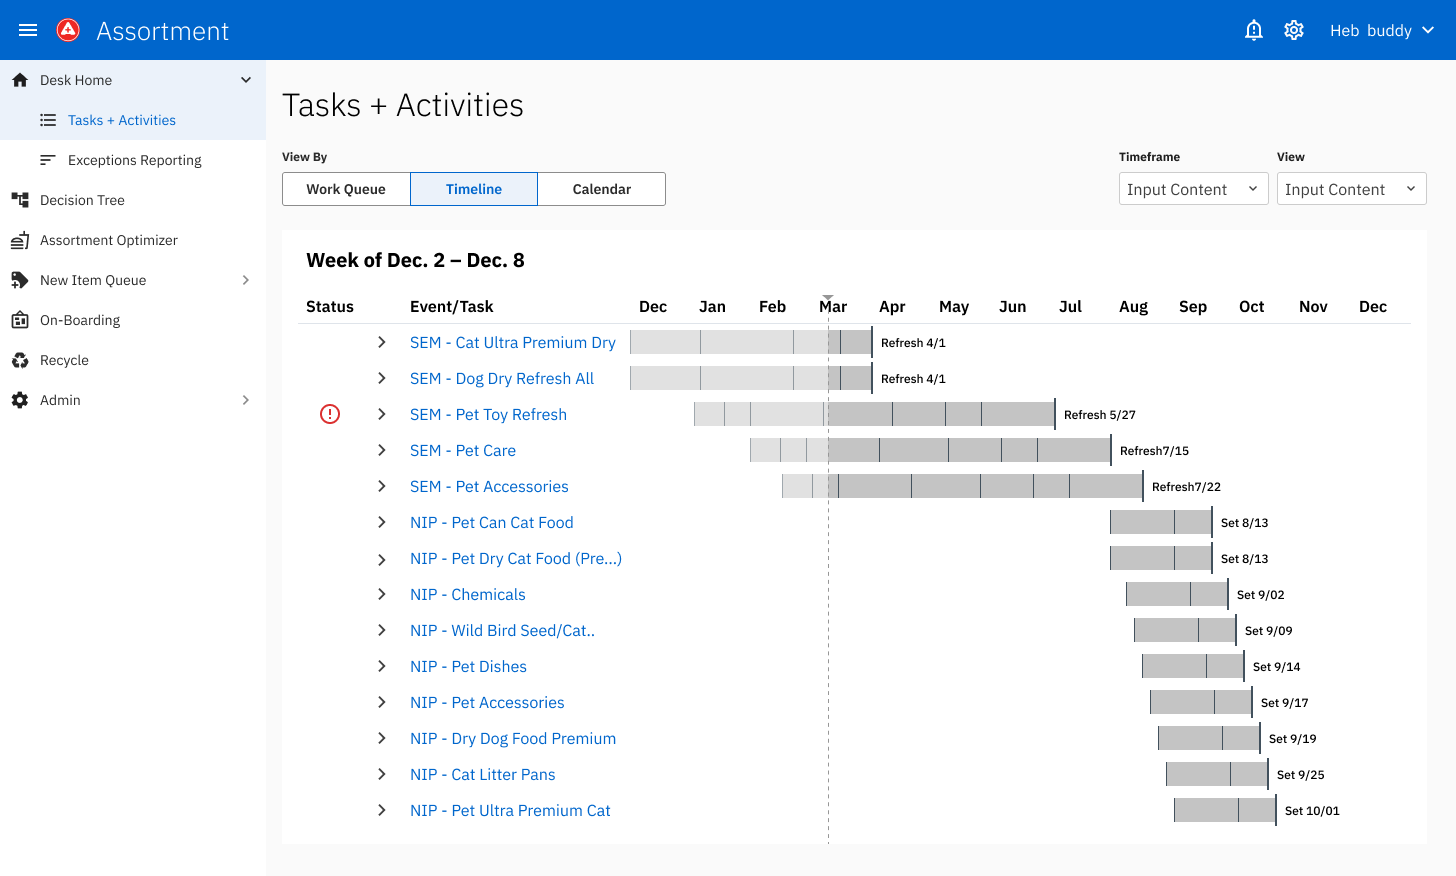 Assortment
Heb buddy
Desk Home
Tasks + Activities
Exceptions Reporting
Decision Tree
Assortment Optimizer
New Item Queue
On-Boarding
Recycle
Admin
Tasks + Activities
View By
Work Queue Timeline Calendar
Timeframe
Input Content
View
Input Content
Week of Dec. 2 – Dec. 8
Status Event/Task Dec Jan Feb Mar Apr May Jun Jul Aug Sep Oct Nov Dec
SEM - Cat Ultra Premium Dry Refresh 4/1
SEM - Dog Dry Refresh All Refresh 4/1
SEM - Pet Toy Refresh Refresh 5/27
SEM - Pet Care Refresh7/15
SEM - Pet Accessories Refresh7/22
NIP - Pet Can Cat Food Set 8/13
NIP - Pet Dry Cat Food (Pre...) Set 8/13
NIP - Chemicals Set 9/02
NIP - Wild Bird Seed/Cat.. Set 9/09
NIP - Pet Dishes Set 9/14
NIP - Pet Accessories Set 9/17
NIP - Dry Dog Food Premium Set 9/19
NIP - Cat Litter Pans Set 9/25
NIP - Pet Ultra Premium Cat Set 10/01